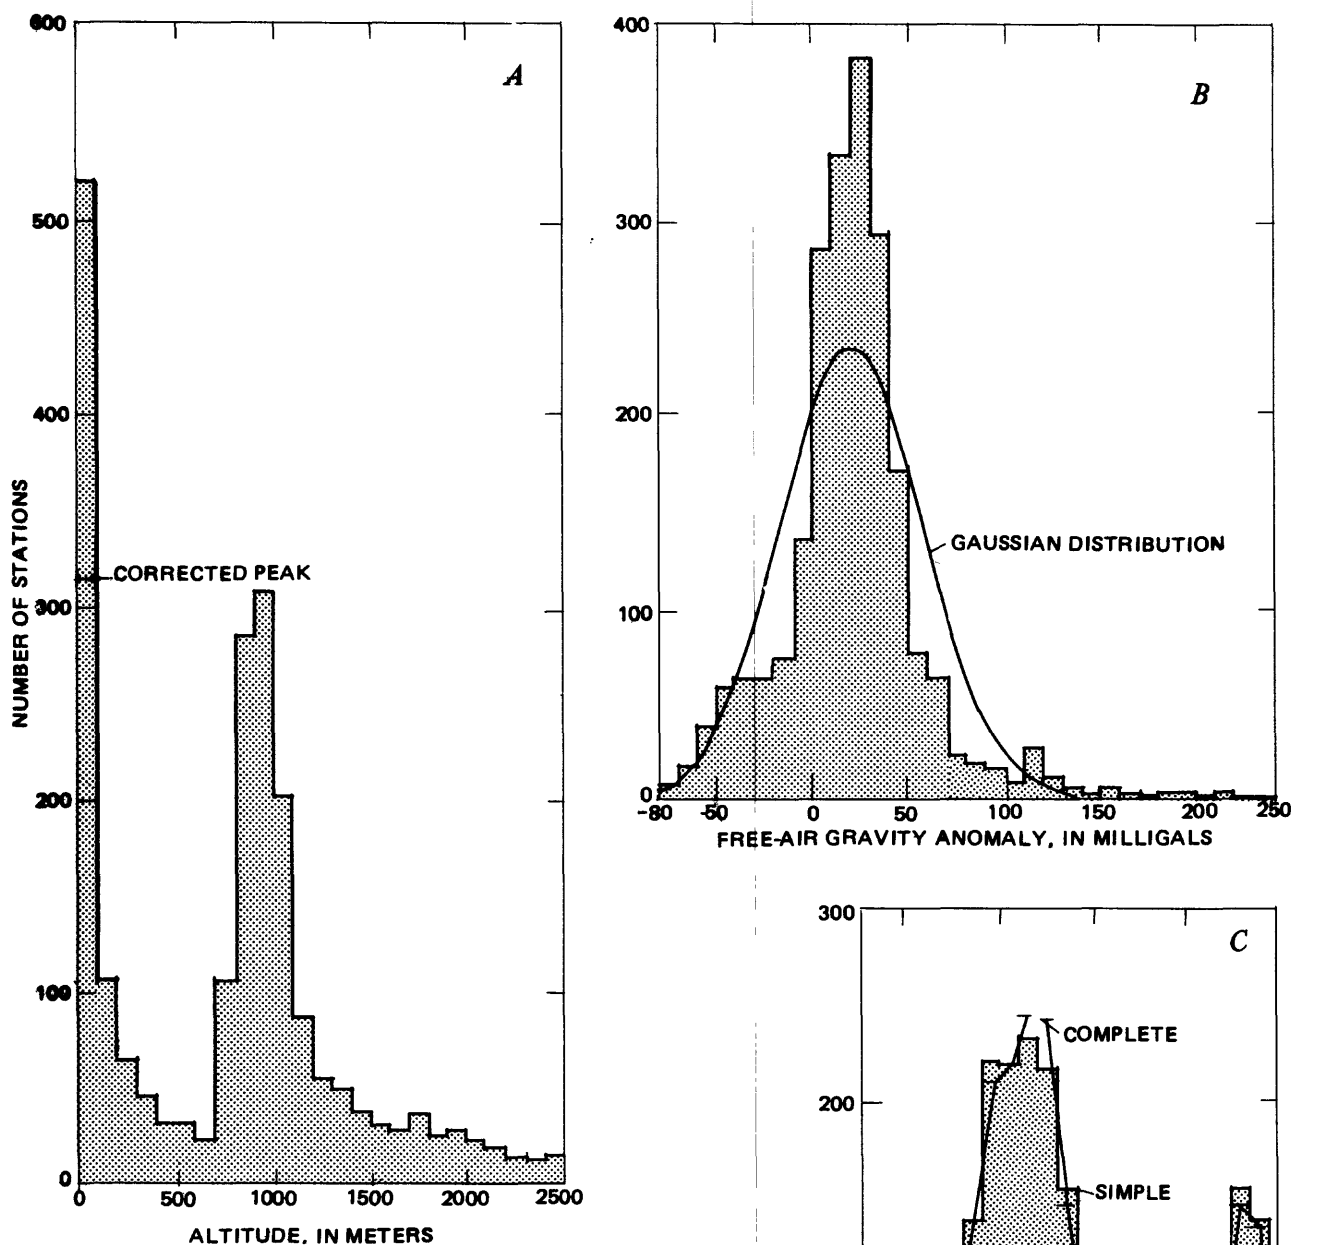 600
A
500
400
CORRECTED PEAK
300
200
100
0
0 500 1000 1500 2000 2500
ALTITUDE, IN METERS
NUMBER OF STATIONS
400
B
300
200
GAUSSIAN DISTRIBUTION
100
0
-80 -50 0 50 100 150 200 250
FREE-AIR GRAVITY ANOMALY, IN MILLIGALS
300
C
COMPLETE
200
SIMPLE